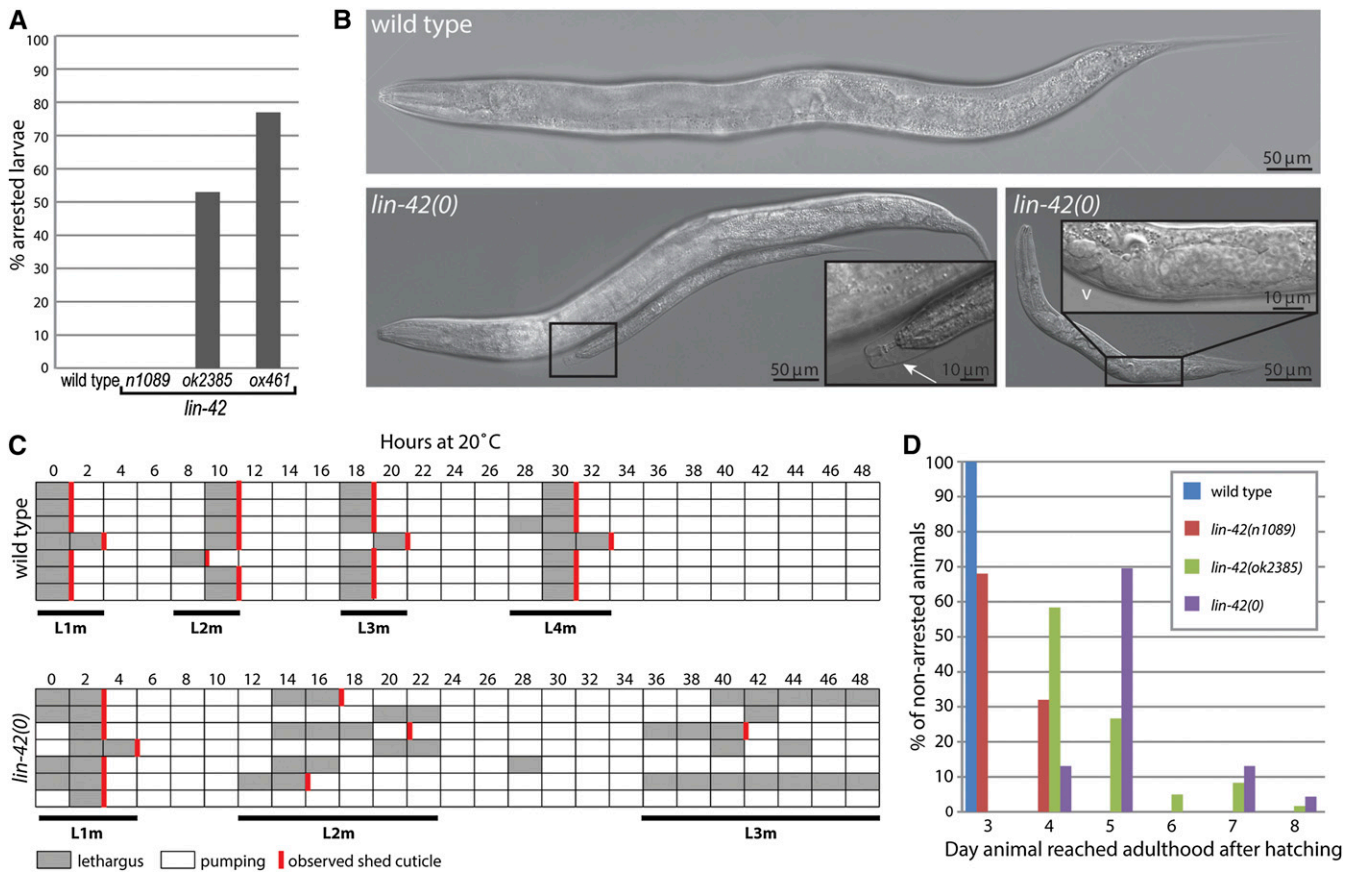 A
100
90
80
70
60
50
40
30
20
10
0
% arrested larvae
wild type n1089 ok2385 ox461
lin-42
B
wild type
50 µm
lin-42(0)
50 µm
10 µm
lin-42(0)
v
10 µm
50 µm
C
Hours at 20˚C
0 2 4 6 8 10 12 14 16 18 20 22 24 26 28 30 32 34 36 38 40 42 44 46 48
wild type
L1m L2m L3m L4m
0 2 4 6 8 10 12 14 16 18 20 22 24 26 28 30 32 34 36 38 40 42 44 46 48
lin-42(0)
L1m L2m L3m
lethargus pumping observed shed cuticle
D
100
90
80
70
60
50
40
30
20
10
0
% of non-arrested animals
wild type
lin-42(n1089)
lin-42(ok2385)
lin-42(0)
3 4 5 6 7 8
Day animal reached adulthood after hatching